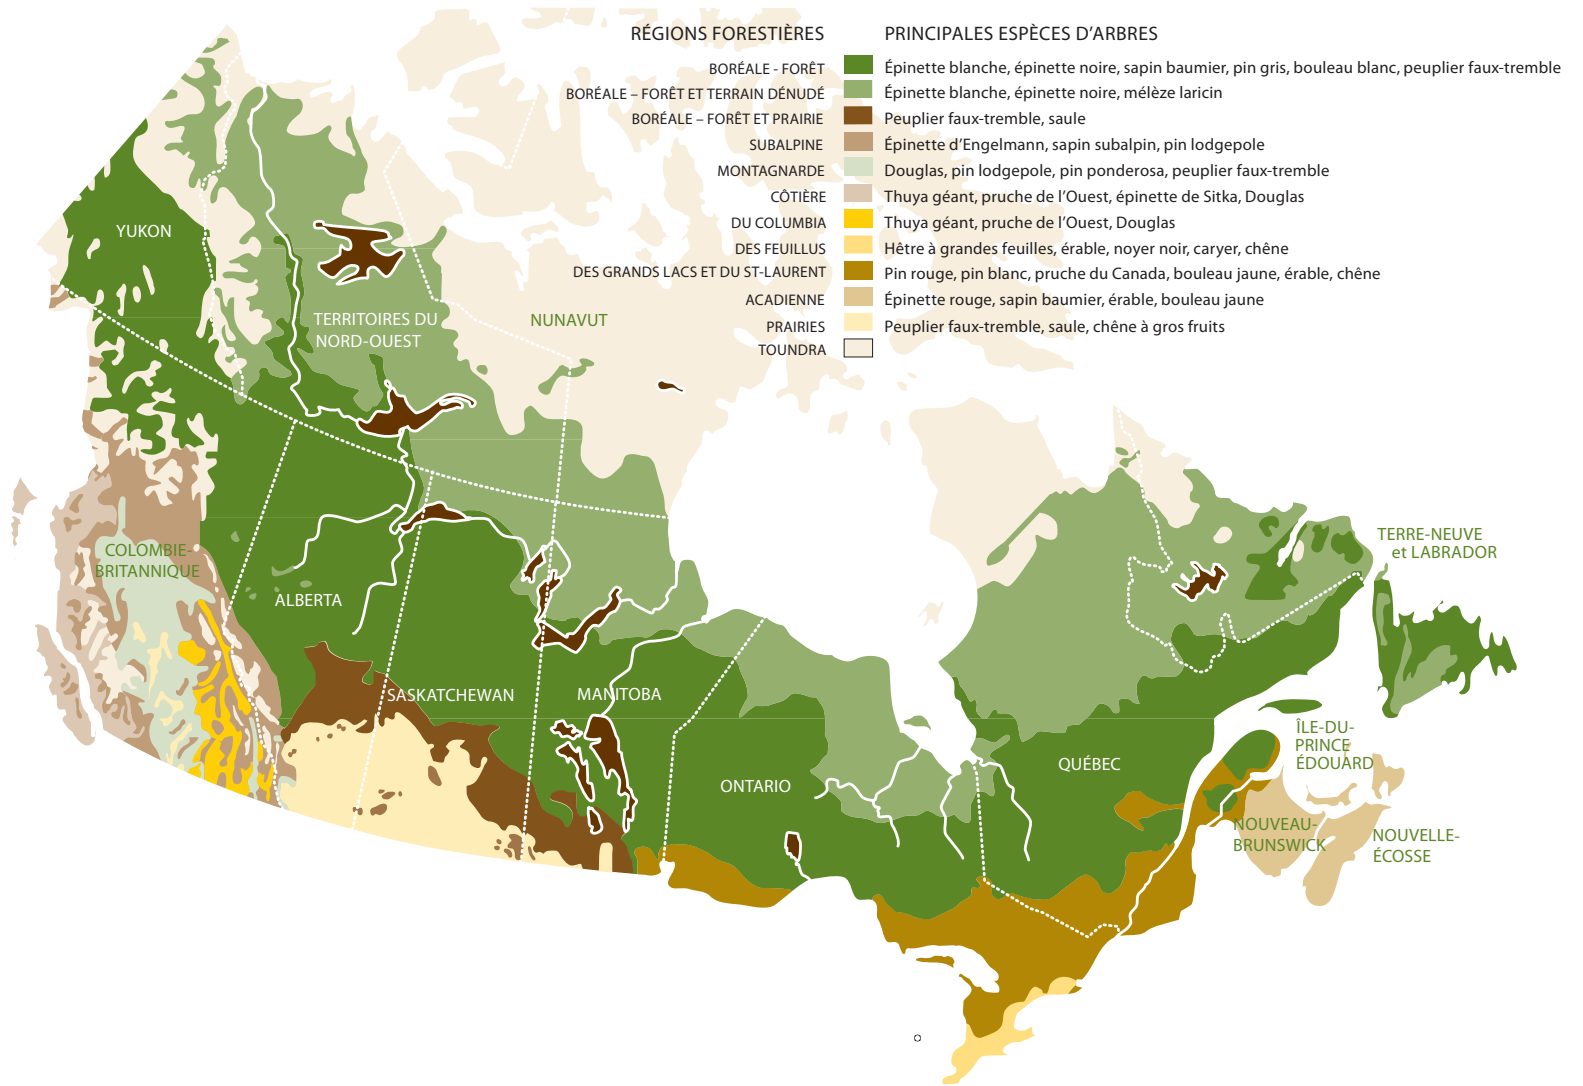 RÉGIONS FORESTIÈRES PRINCIPALES ESPÈCES D'ARBRES
BORÉALE - FORÊT Épinette blanche, épinette noire, sapin baumier, pin gris, bouleau blanc, peuplier faux-tremble
BORÉALE – FORÊT ET TERRAIN DÉNUDÉ Épinette blanche, épinette noire, mélèze laricin
BORÉALE – FORÊT ET PRAIRIE Peuplier faux-tremble, saule
SUBALPINE Épinette d'Engelmann, sapin subalpin, pin lodgepole
MONTAGNARDE Douglas, pin lodgepole, pin ponderosa, peuplier faux-tremble
CÔTIÈRE Thuya géant, pruche de l'Ouest, épinette de Sitka, Douglas
DU COLUMBIA Thuya géant, pruche de l'Ouest, Douglas
DES FEUILLUS Hêtre à grandes feuilles, érable, noyer noir, caryer, chêne
DES GRANDS LACS ET DU ST-LAURENT Pin rouge, pin blanc, pruche du Canada, bouleau jaune, érable, chêne
ACADIENNE Épinette rouge, sapin baumier, érable, bouleau jaune
PRAIRIES Peuplier faux-tremble, saule, chêne à gros fruits
TOUNDRA
YUKON
TERRITOIRES DU
NORD-OUEST
NUNAVUT
COLOMBIE-
BRITANNIQUE
ALBERTA
SASKATCHEWAN
MANITOBA
ONTARIO
QUÉBEC
TERRE-NEUVE
et LABRADOR
ÎLE-DU-
PRINCE
ÉDOUARD
NOUVEAU-
BRUNSWICK
NOUVELLE-
ÉCOSSE